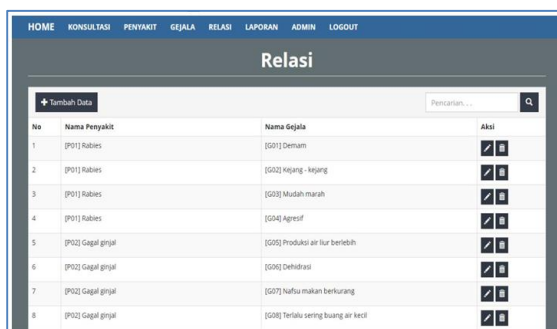 HOME KONSULTASI PENYAKIT GEJALA RELASI LAPORAN ADMIN LOGOUT
Relasi
Tambah Data Pencarian. . .
No Nama Penyakit Nama Gejala Aksi
1 [P01] Rabies [G01] Demam
2 [P01] Rabies [G02] Kejang - kejang
3 [P01] Rabies [G03] Mudah marah
4 [P01] Rabies [G04] Agresif
5 [P02] Gagal ginjal [G05] Produksi air liur berlebih
6 [P02] Gagal ginjal [G06] Dehidrasi
7 [P02] Gagal ginjal [G07] Nafsu makan berkurang
8 [P02] Gagal ginjal [G08] Terlalu sering buang air kecil